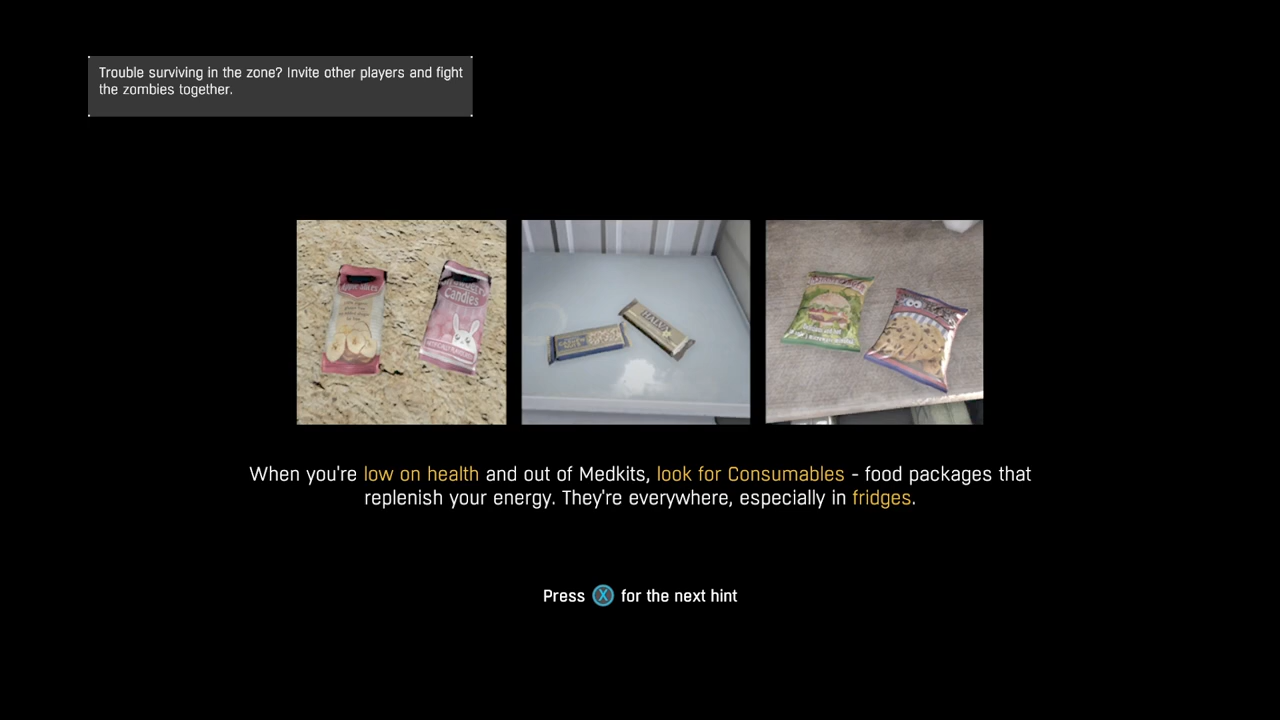 Trouble surviving in the zone? Invite other players and fight
the zombies together.
Candies
HALVA
When you're low on health and out of Medkits, look for Consumables - food packages that
replenish your energy. They're everywhere, especially in fridges.
Press X for the next hint